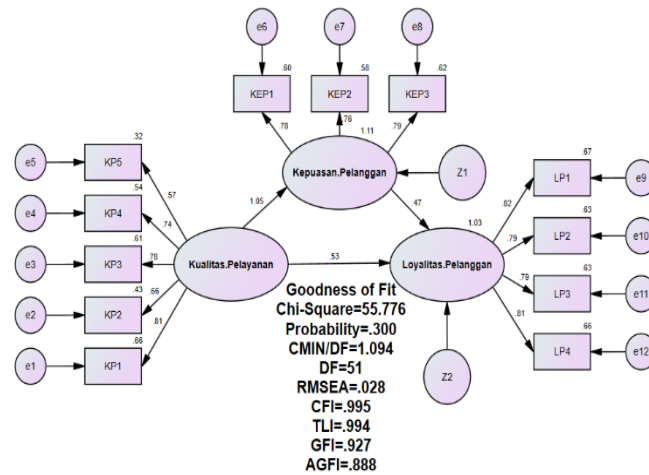 e6
e7
e8
.60
.58
.62
KEP1
KEP2
KEP3
.78
.76
.79
1.11
Kepuasan.Pelanggan
Z1
.32
e5
KP5
.57
.54
e4
KP4
.74
.61
e3
KP3
.78
.43
e2
KP2
.66
.66
e1
KP1
.81
1.05
.47
Kualitas.Pelayanan
.53
1.03
Loyalitas.Pelanggan
.67
.82
LP1
e9
.63
.79
LP2
e10
.63
.79
LP3
e11
.66
.81
LP4
e12
Z2
Goodness of Fit
Chi-Square=55.776
Probability=.300
CMIN/DF=1.094
DF=51
RMSEA=.028
CFI=.995
TLI=.994
GFI=.927
AGFI=.888